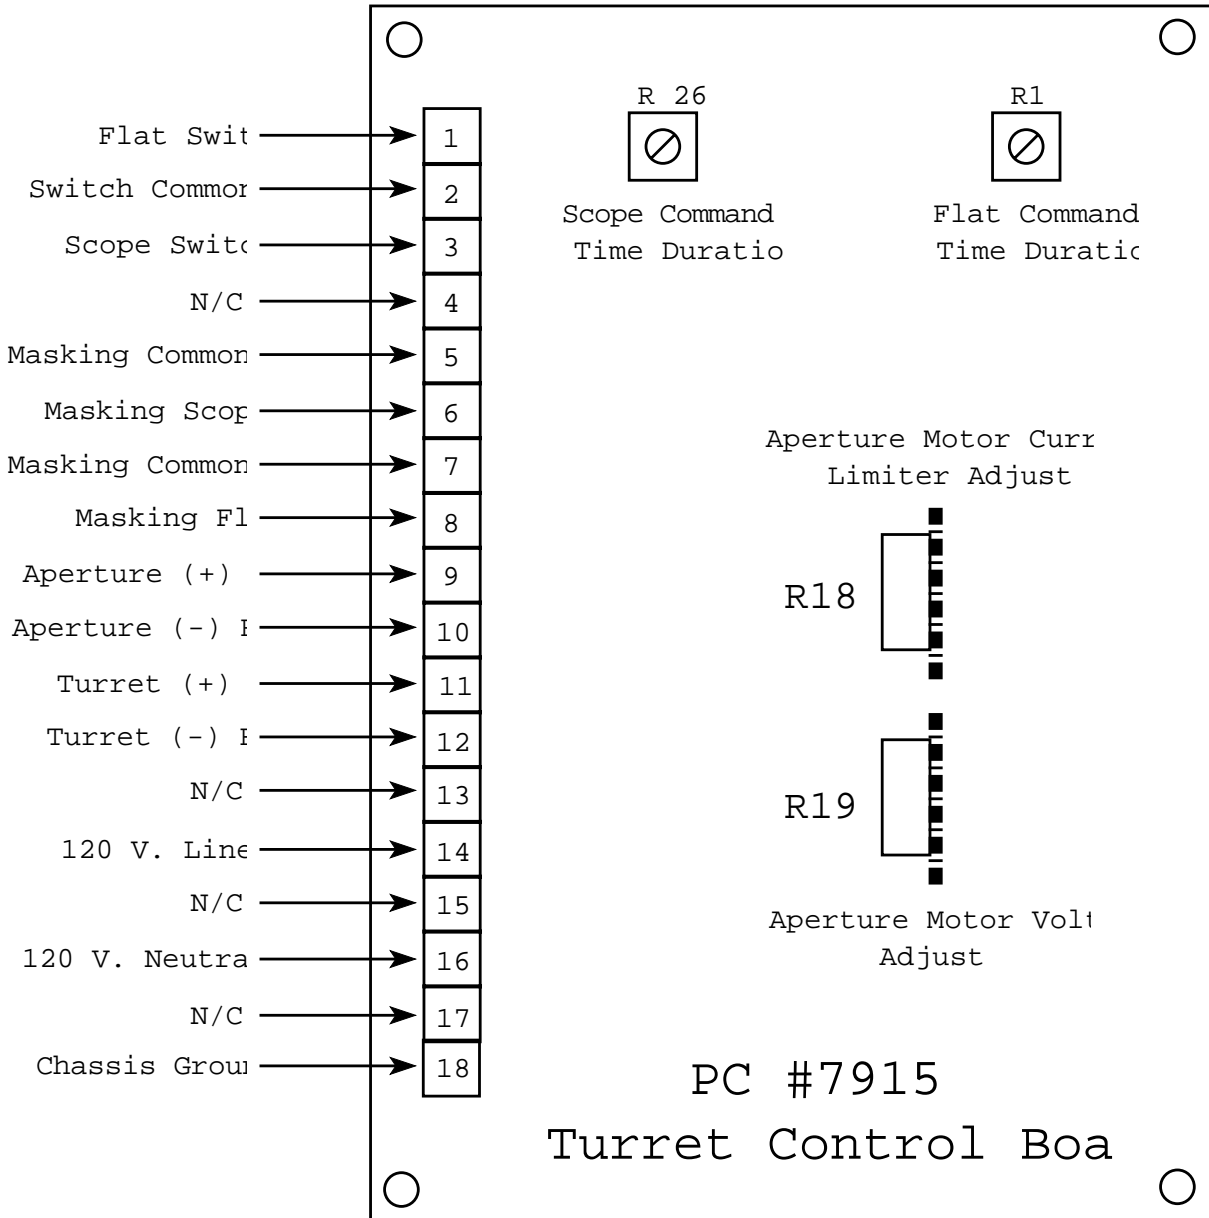 R 26
R1
Flat Swit
1
Switch Common
2
Scope Switc
3
N/C
4
Masking Common
5
Masking Scop
6
Masking Common
7
Masking Fl
8
Aperture (+)
9
Aperture (-)
10
Turret (+)
11
Turret (-)
12
N/C
13
120 V. Line
14
N/C
15
120 V. Neutra
16
N/C
17
Chassis Groun
18
Scope Command
Time Duratio
Flat Command
Time Duratic
Aperture Motor Curr
Limiter Adjust
R18
R19
Aperture Motor Volt
Adjust
PC #7915
Turret Control Boa